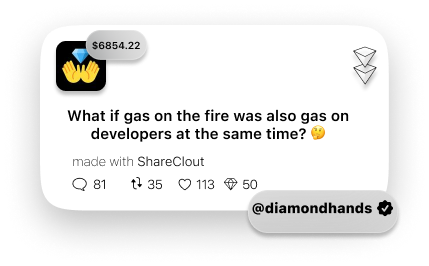 $6854.22
What if gas on the fire was also gas on
developers at the same time? 🤔
made with ShareClout
81 35 113 50
@diamondhands